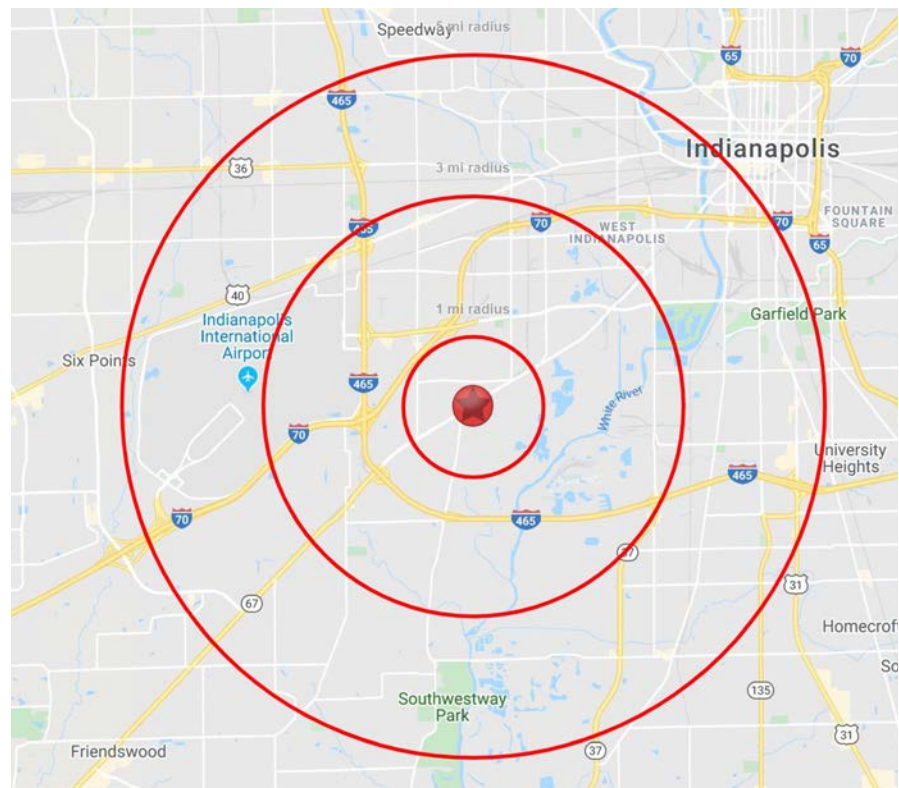 5 mi radius
Speedway
65
70
465
Indianapolis
36
3 mi radius
465
70
70
FOUNTAIN
SQUARE
WEST
INDIANAPOLIS
65
40
1 mi radius
Garfield Park
Indianapolis
International
Airport
Six Points
465
White River
70
University
Heights
465
70
465
37
31
67
Homecrof
So
135
Southwestway
Park
31
37
Friendswood